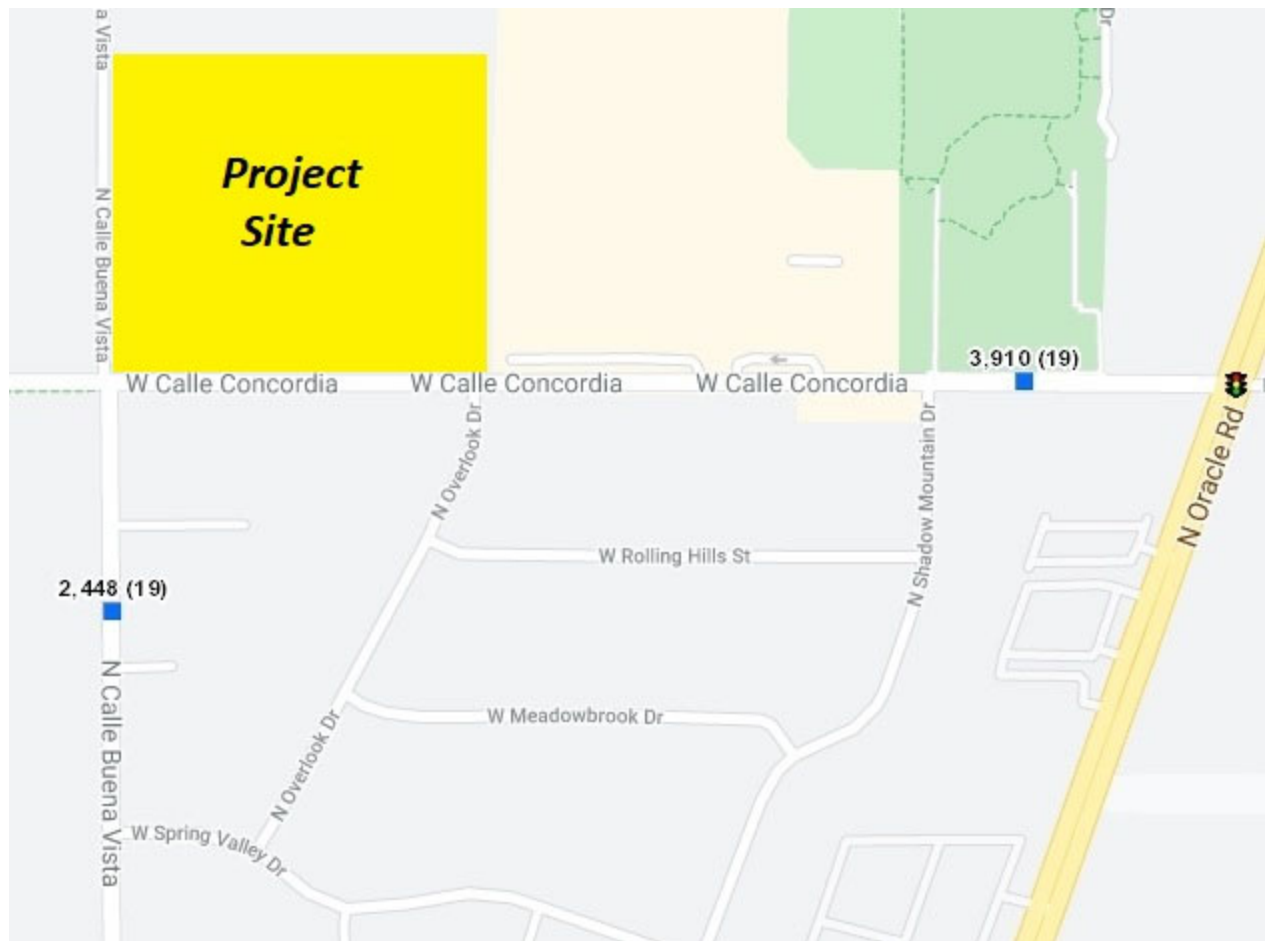 a Vista
Dr
Project
Site
N Calle Buena Vista
3,910 (19)
W Calle Concordia
W Calle Concordia
W Calle Concordia
N Overlook Dr
N Shadow Mountain Dr
N Oracle Rd
W Rolling Hills St
2,448 (19)
N Calle Buena Vista
W Meadowbrook Dr
N Overlook Dr
W Spring Valley Dr